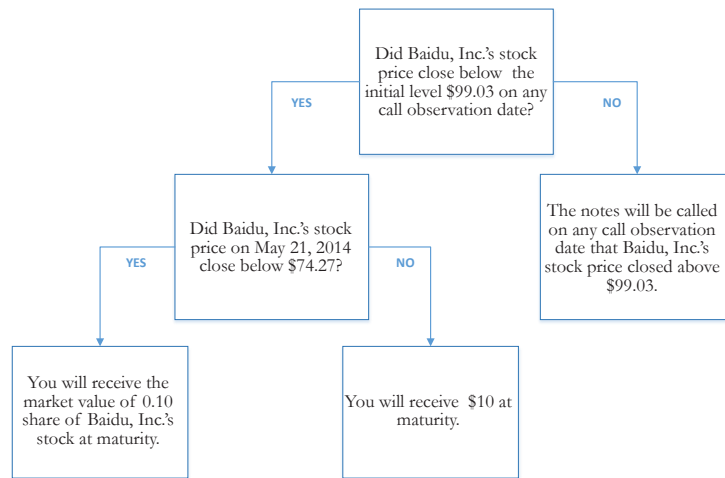 Did Baidu, Inc.'s stock
price close below the
initial level $99.03 on any
call observation date?
YES
NO
Did Baidu, Inc.'s stock
price on May 21, 2014
close below $74.27?
The notes will be called
on any call observation
date that Baidu, Inc.'s
stock price closed above
$99.03.
YES
NO
You will receive the
market value of 0.10
share of Baidu, Inc.'s
stock at maturity.
You will receive $10 at
maturity.